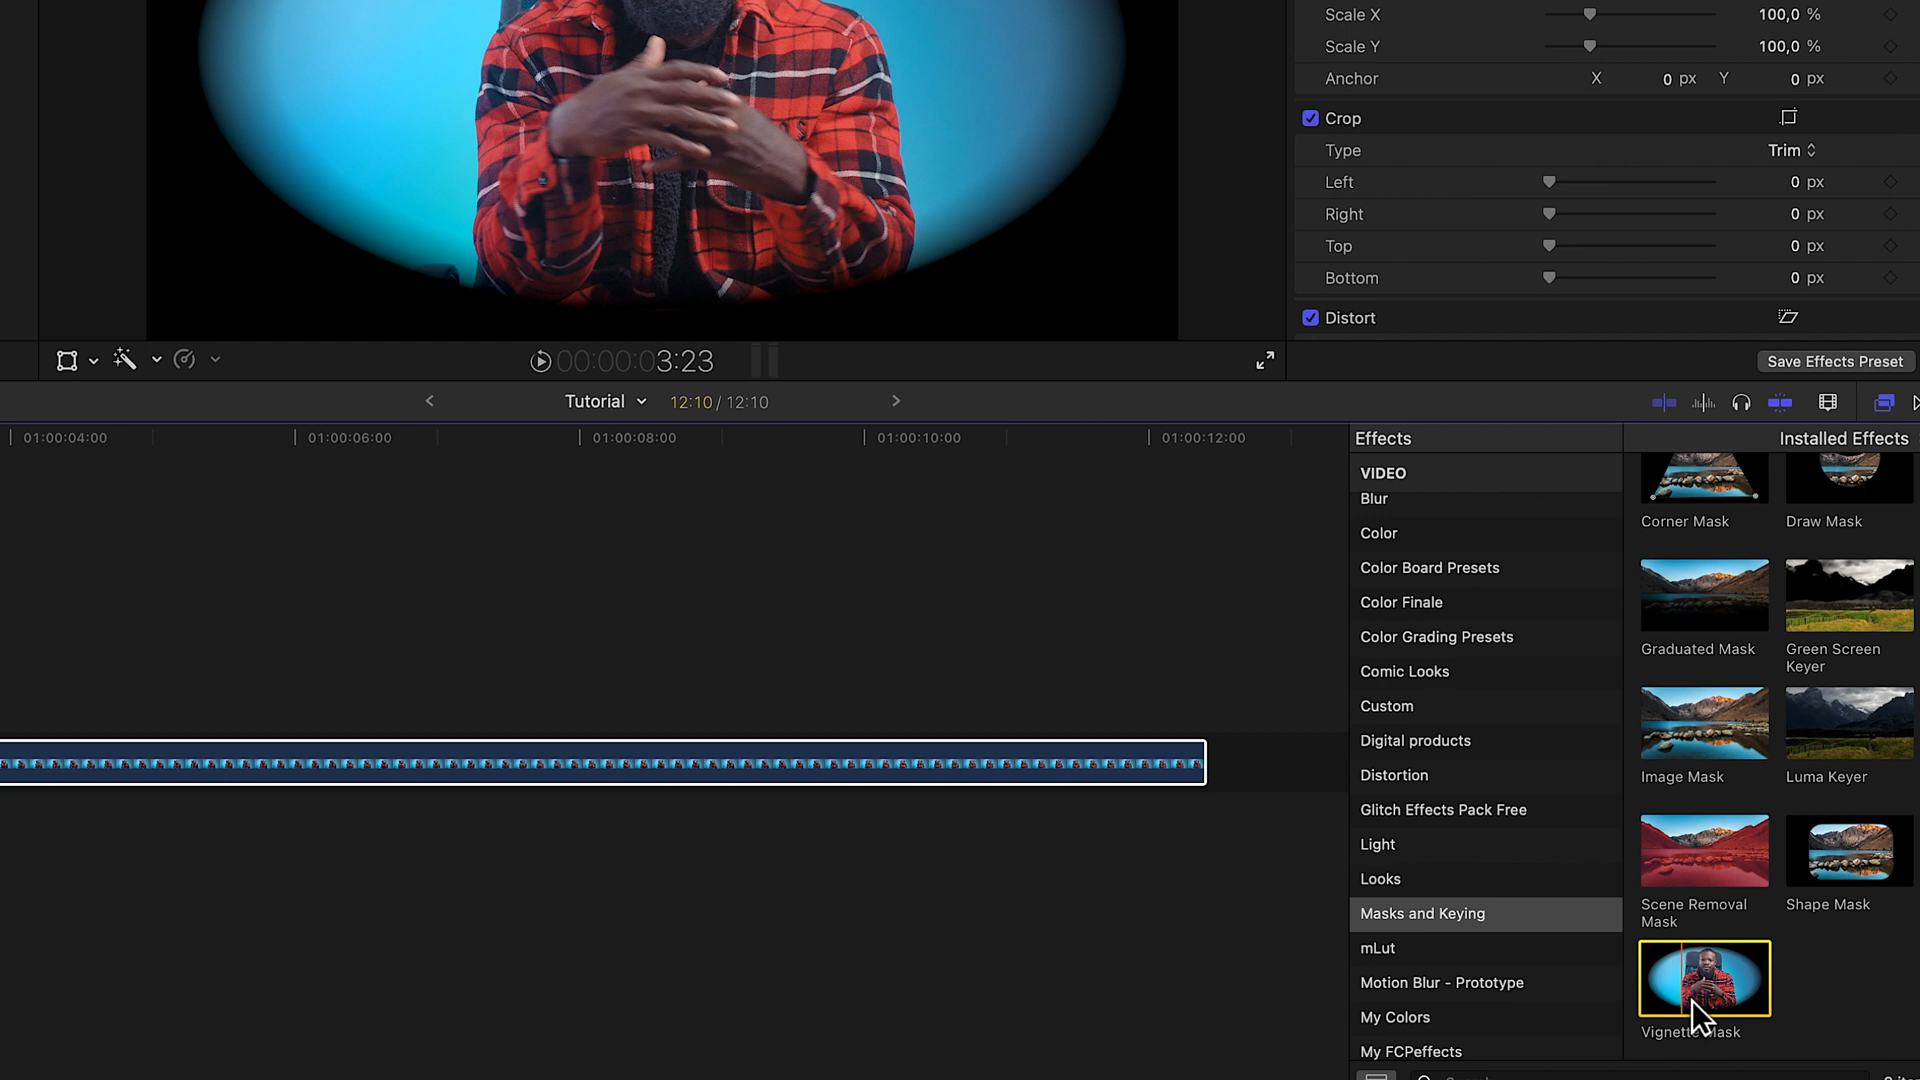 Scale X 100,0 %
Scale Y 100,0 %
Anchor X 0 px Y 0 px
Crop
Type Trim
Left 0 px
Right 0 px
Top 0 px
Bottom 0 px
Distort
00:00:03:23
Save Effects Preset
Tutorial 12:10 / 12:10
01:00:04:00 01:00:06:00 01:00:08:00 01:00:10:00 01:00:12:00
Effects
Installed Effects
VIDEO
Blur
Color
Color Board Presets
Color Finale
Color Grading Presets
Comic Looks
Custom
Digital products
Distortion
Glitch Effects Pack Free
Light
Looks
Masks and Keying
mLut
Motion Blur - Prototype
My Colors
My FCPeffects
Corner Mask
Draw Mask
Graduated Mask
Green Screen
Keyer
Image Mask
Luma Keyer
Scene Removal
Mask
Shape Mask
Vignette Mask